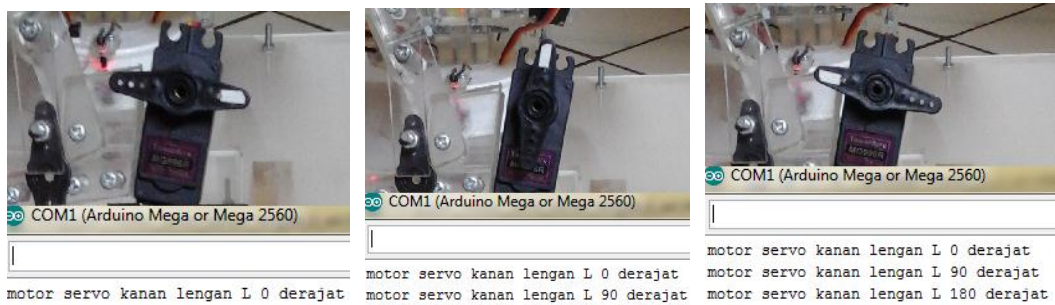 COM1 (Arduino Mega or Mega 2560)
motor servo kanan lengan L 0 derajat
COM1 (Arduino Mega or Mega 2560)
motor servo kanan lengan L 0 derajat
motor servo kanan lengan L 90 derajat
COM1 (Arduino Mega or Mega 2560)
motor servo kanan lengan L 0 derajat
motor servo kanan lengan L 90 derajat
motor servo kanan lengan L 180 derajat